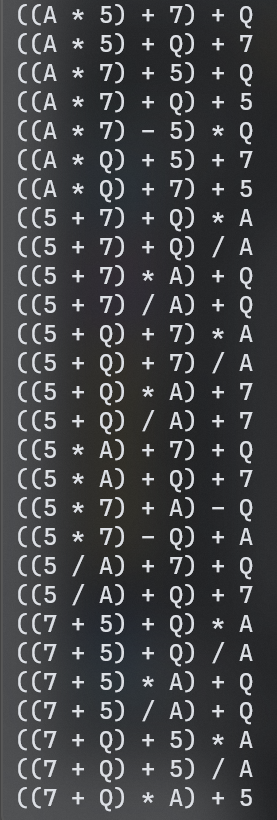 ((A * 5) + 7) + Q
((A * 5) + Q) + 7
((A * 7) + 5) + Q
((A * 7) + Q) + 5
((A * 7) - 5) * Q
((A * Q) + 5) + 7
((A * Q) + 7) + 5
((5 + 7) + Q) * A
((5 + 7) + Q) / A
((5 + 7) * A) + Q
((5 + 7) / A) + Q
((5 + Q) + 7) * A
((5 + Q) + 7) / A
((5 + Q) * A) + 7
((5 + Q) / A) + 7
((5 * A) + 7) + Q
((5 * A) + Q) + 7
((5 * 7) + A) - Q
((5 * 7) - Q) + A
((5 / A) + 7) + Q
((5 / A) + Q) + 7
((7 + 5) + Q) * A
((7 + 5) + Q) / A
((7 + 5) * A) + Q
((7 + 5) / A) + Q
((7 + Q) + 5) * A
((7 + Q) + 5) / A
((7 + Q) * A) + 5